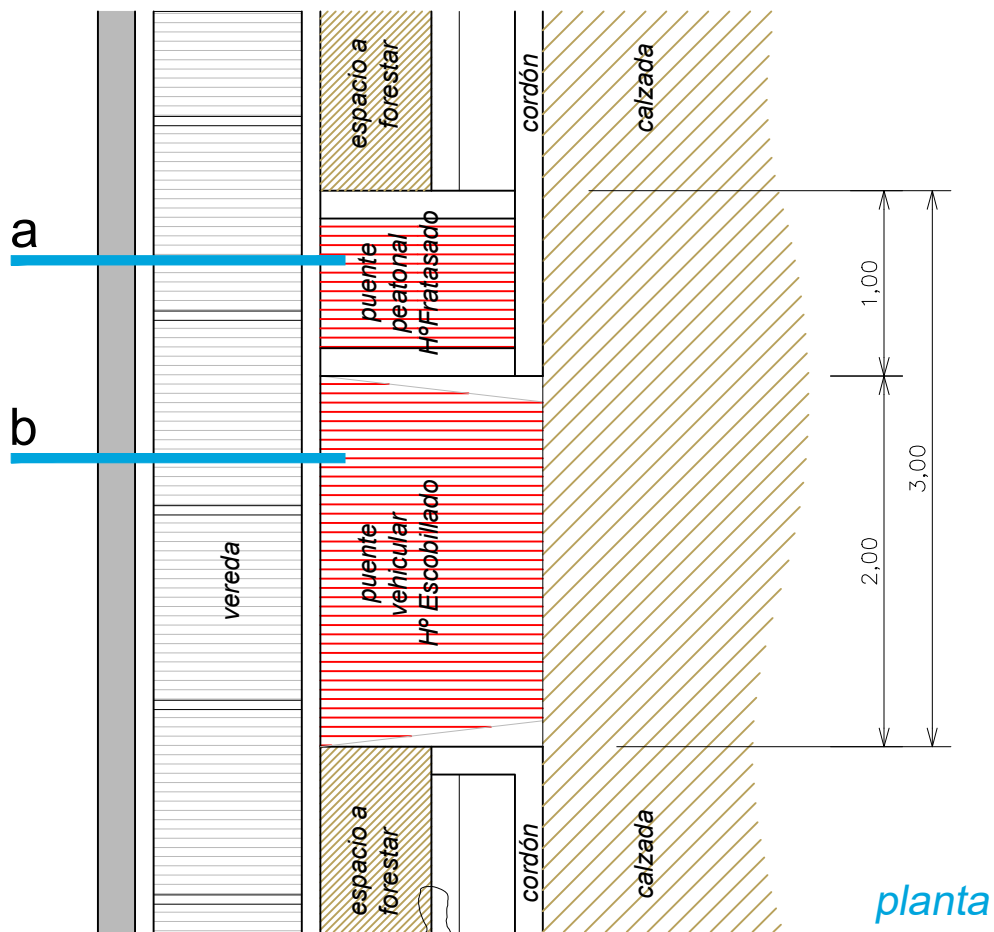 espacio a
forestar
cordón
calzada
a
puente
peatonal
HºFratasado
1,00
b
3,00
vereda
puente
vehicular
Hº Escobillado
2,00
espacio a
forestar
cordón
calzada
planta